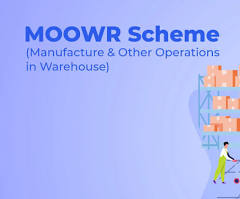 MOOWR Scheme
(Manufacture & Other Operations
in Warehouse)